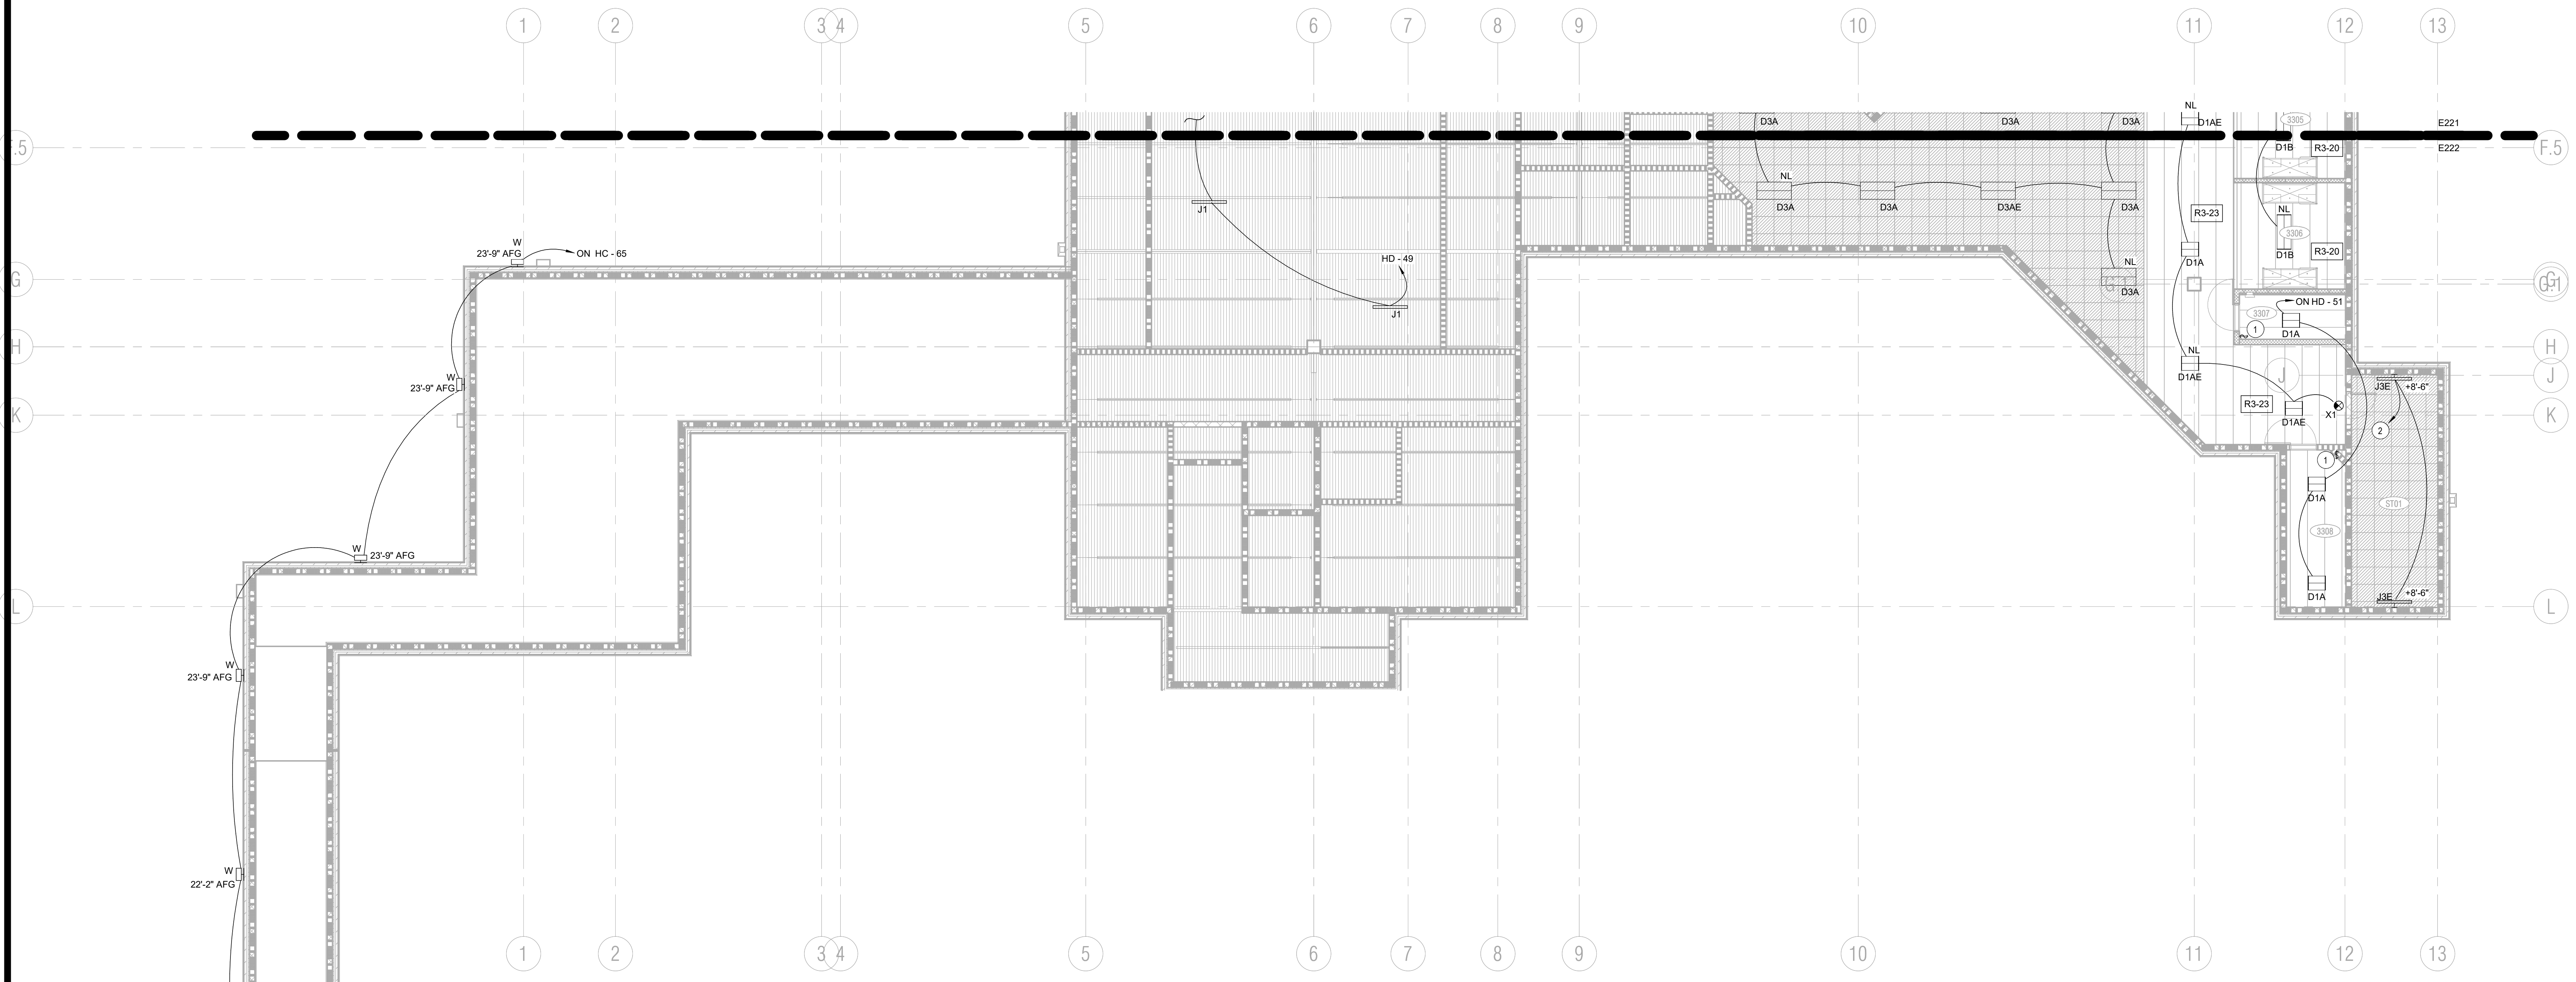 1 2 3 4 5 6 7 8 9 10 11 12 13
NL
D1AE
3305
E221
D3A
D3A
D3A
F.5
D1B
R3-20
E222
F.5
NL
D3A
D3A
D3AE
D3A
J1
NL
R3-23
3306
W
23'-9" AFG
ON HC - 65
HD - 49
D1A
D1B
R3-20
NL
D3A
G
G
G.1
ON HD - 51
3307
1
D1A
2
J1
H
H
NL
D1AE
J
J
W
23'-9" AFG
J3E
+8'-6"
R3-23
D1AE
X1
K
K
2
1
D1A
ST01
3308
W
23'-9" AFG
D1A
J3E
+8'-6"
L
L
W
23'-9" AFG
W
22'-2" AFG
1 2 3 4 5 6 7 8 9 10 11 12 13